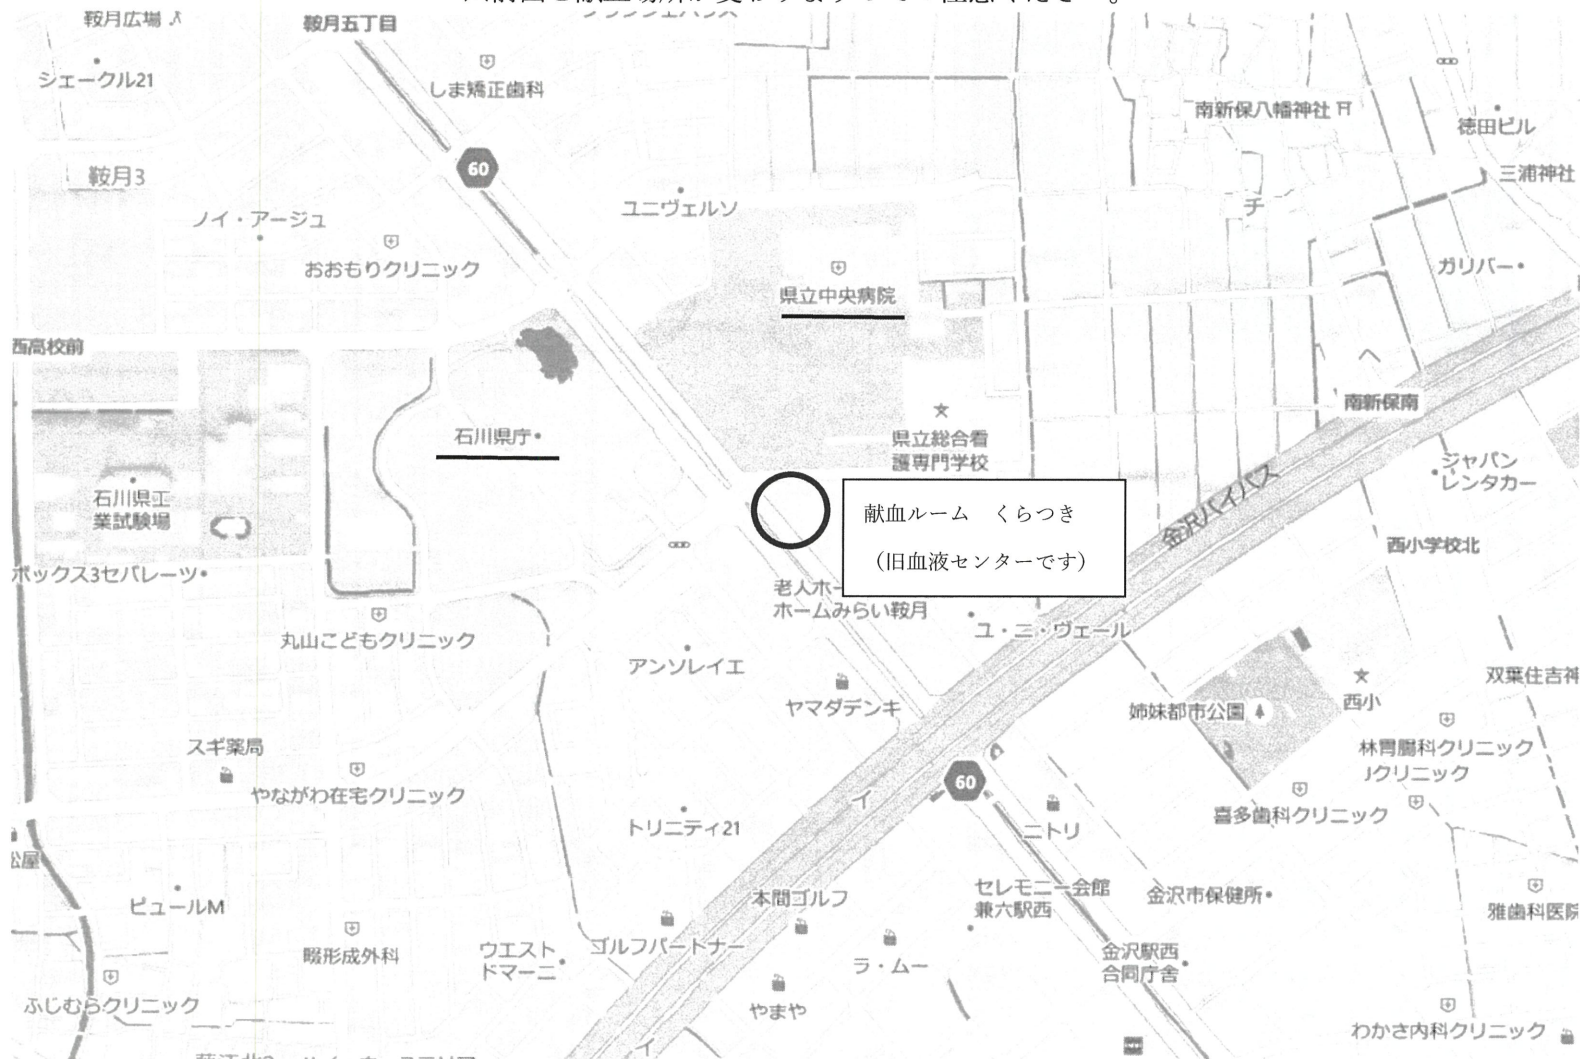 鞍月広場
鞍月五丁目
シェークル21
しま矯正歯科
南新保八幡神社
徳田ビル
60
鞍月3
三浦神社
ノイ・アージュ
ユニヴェルソ
チ
おおもりクリニック
県立中央病院
ガリバー
西高校前
南新保南
石川県庁
県立総合看
護専門学校
ジャパン
レンタカー
石川県工
業試験場
献血ルーム くらつき
(旧血液センターです)
金沢バイパス
西小学校北
ボックス3セパレーツ
老人ホー
ホームみらい鞍月
丸山こどもクリニック
ユ・ニ・ヴェール
アンソレイエ
双葉住吉神
ヤマダデンキ
姉妹都市公園
西小
スギ薬局
林胃腸科クリニック
Jクリニック
やながわ在宅クリニック
60
イ
喜多歯科クリニック
トリニティ21
ニトリ
松屋
ピュールM
本間ゴルフ
セレモニー会館
兼六駅西
金沢市保健所
雅歯科医院
畷形成外科
ウエスト
ドマーニ
ゴルフパートナー
ラ・ムー
金沢駅西
合同庁舎
ふじむらクリニック
やまや
わかさ内科クリニック
イ